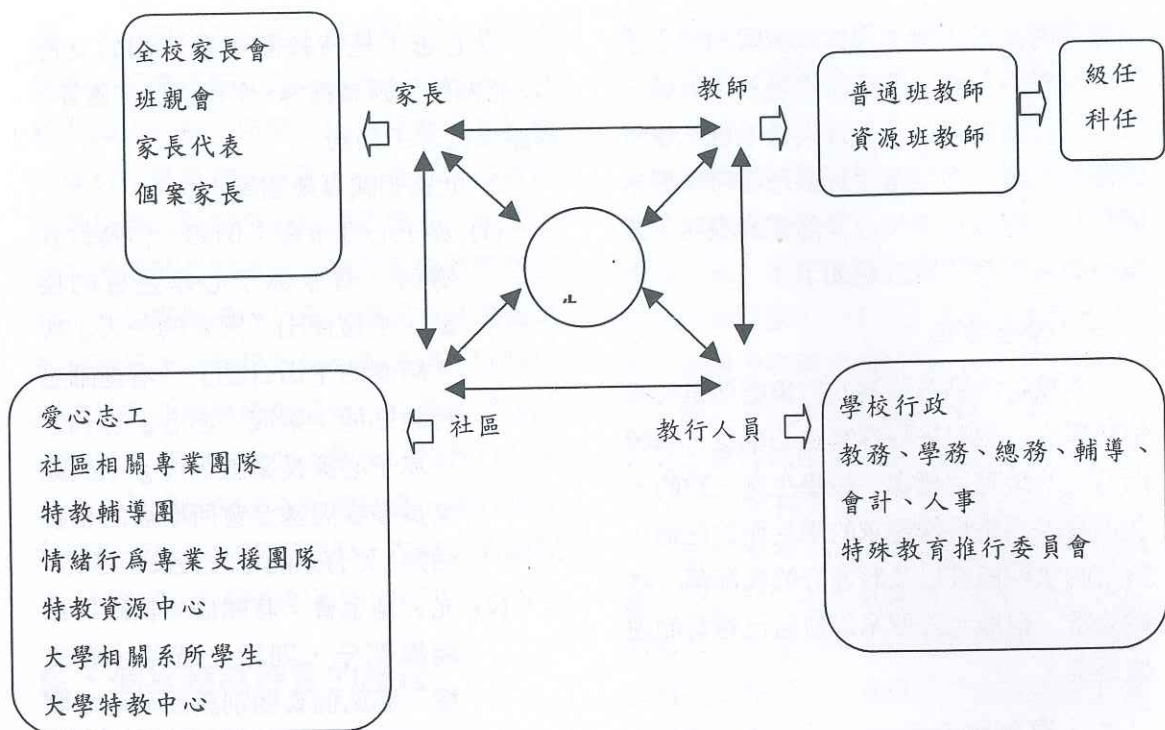 全校家長會
班親會
家長代表
個案家長
家長
教師
普通班教師
資源班教師
級任
科任
愛心志工
社區相關專業團隊
特教輔導團
情緒行為專業支援團隊
特教資源中心
大學相關系所學生
大學特教中心
社區
教行人員
學校行政
教務、學務、總務、輔導、
會計、人事
特殊教育推行委員會